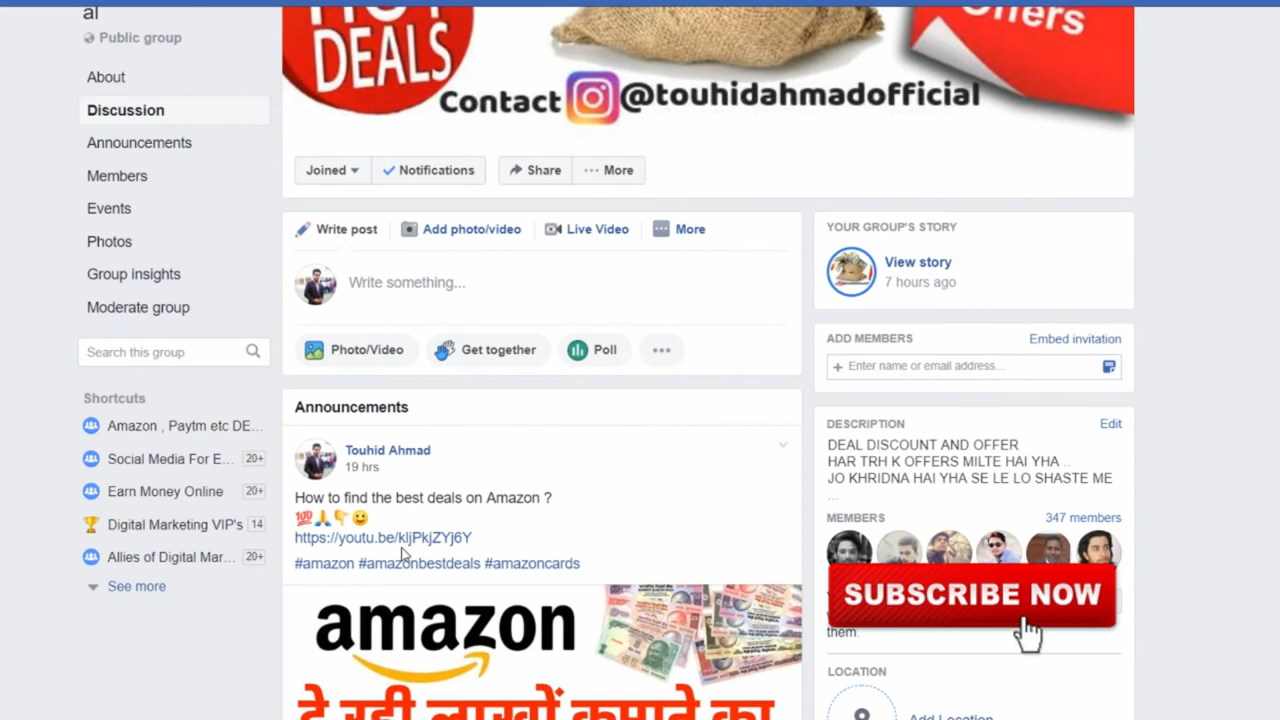 al
Public group
About
Discussion
Announcements
Members
Events
Photos
Group insights
Moderate group
Search this group
Shortcuts
Amazon , Paytm etc DE...
Social Media For E... 20+
Earn Money Online 20+
Digital Marketing VIP's 14
Allies of Digital Mar... 20+
See more
HOT
DEALS
Offers
Contact @touhidahmadofficial
Joined Notifications Share More
Write post Add photo/video Live Video More
Write something...
Photo/Video Get together Poll
Announcements
Touhid Ahmad
19 hrs
How to find the best deals on Amazon ?
💯🙏👇😀
https://youtu.be/kljPkjZYj6Y
#amazon #amazonbestdeals #amazoncards
amazon
दे रही लाखों कमाने का
YOUR GROUP'S STORY
View story
7 hours ago
ADD MEMBERS Embed invitation
+ Enter name or email address...
DESCRIPTION Edit
DEAL DISCOUNT AND OFFER
HAR TRH K OFFERS MILTE HAI YHA ..
JO KHRIDNA HAI YHA SE LE LO SHASTE ME
...
MEMBERS 347 members
SUBSCRIBE NOW
them.
LOCATION
Add Location